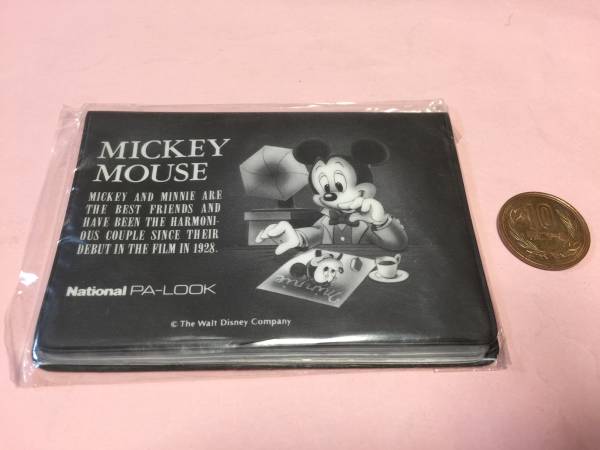 MICKEY
MOUSE
MICKEY AND MINNIE ARE
THE BEST FRIENDS AND
HAVE BEEN THE HARMONI-
OUS COUPLE SINCE THEIR
DEBUT IN THE FILM IN 1928.
National PA-LOOK
© The Walt Disney Company
Minnie
10